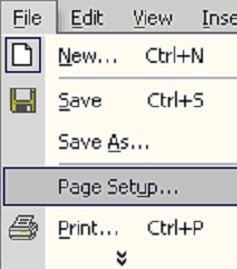 File Edit View Inse
New... Ctrl+N
Save Ctrl+S
Save As...
Page Setup...
Print... Ctrl+P